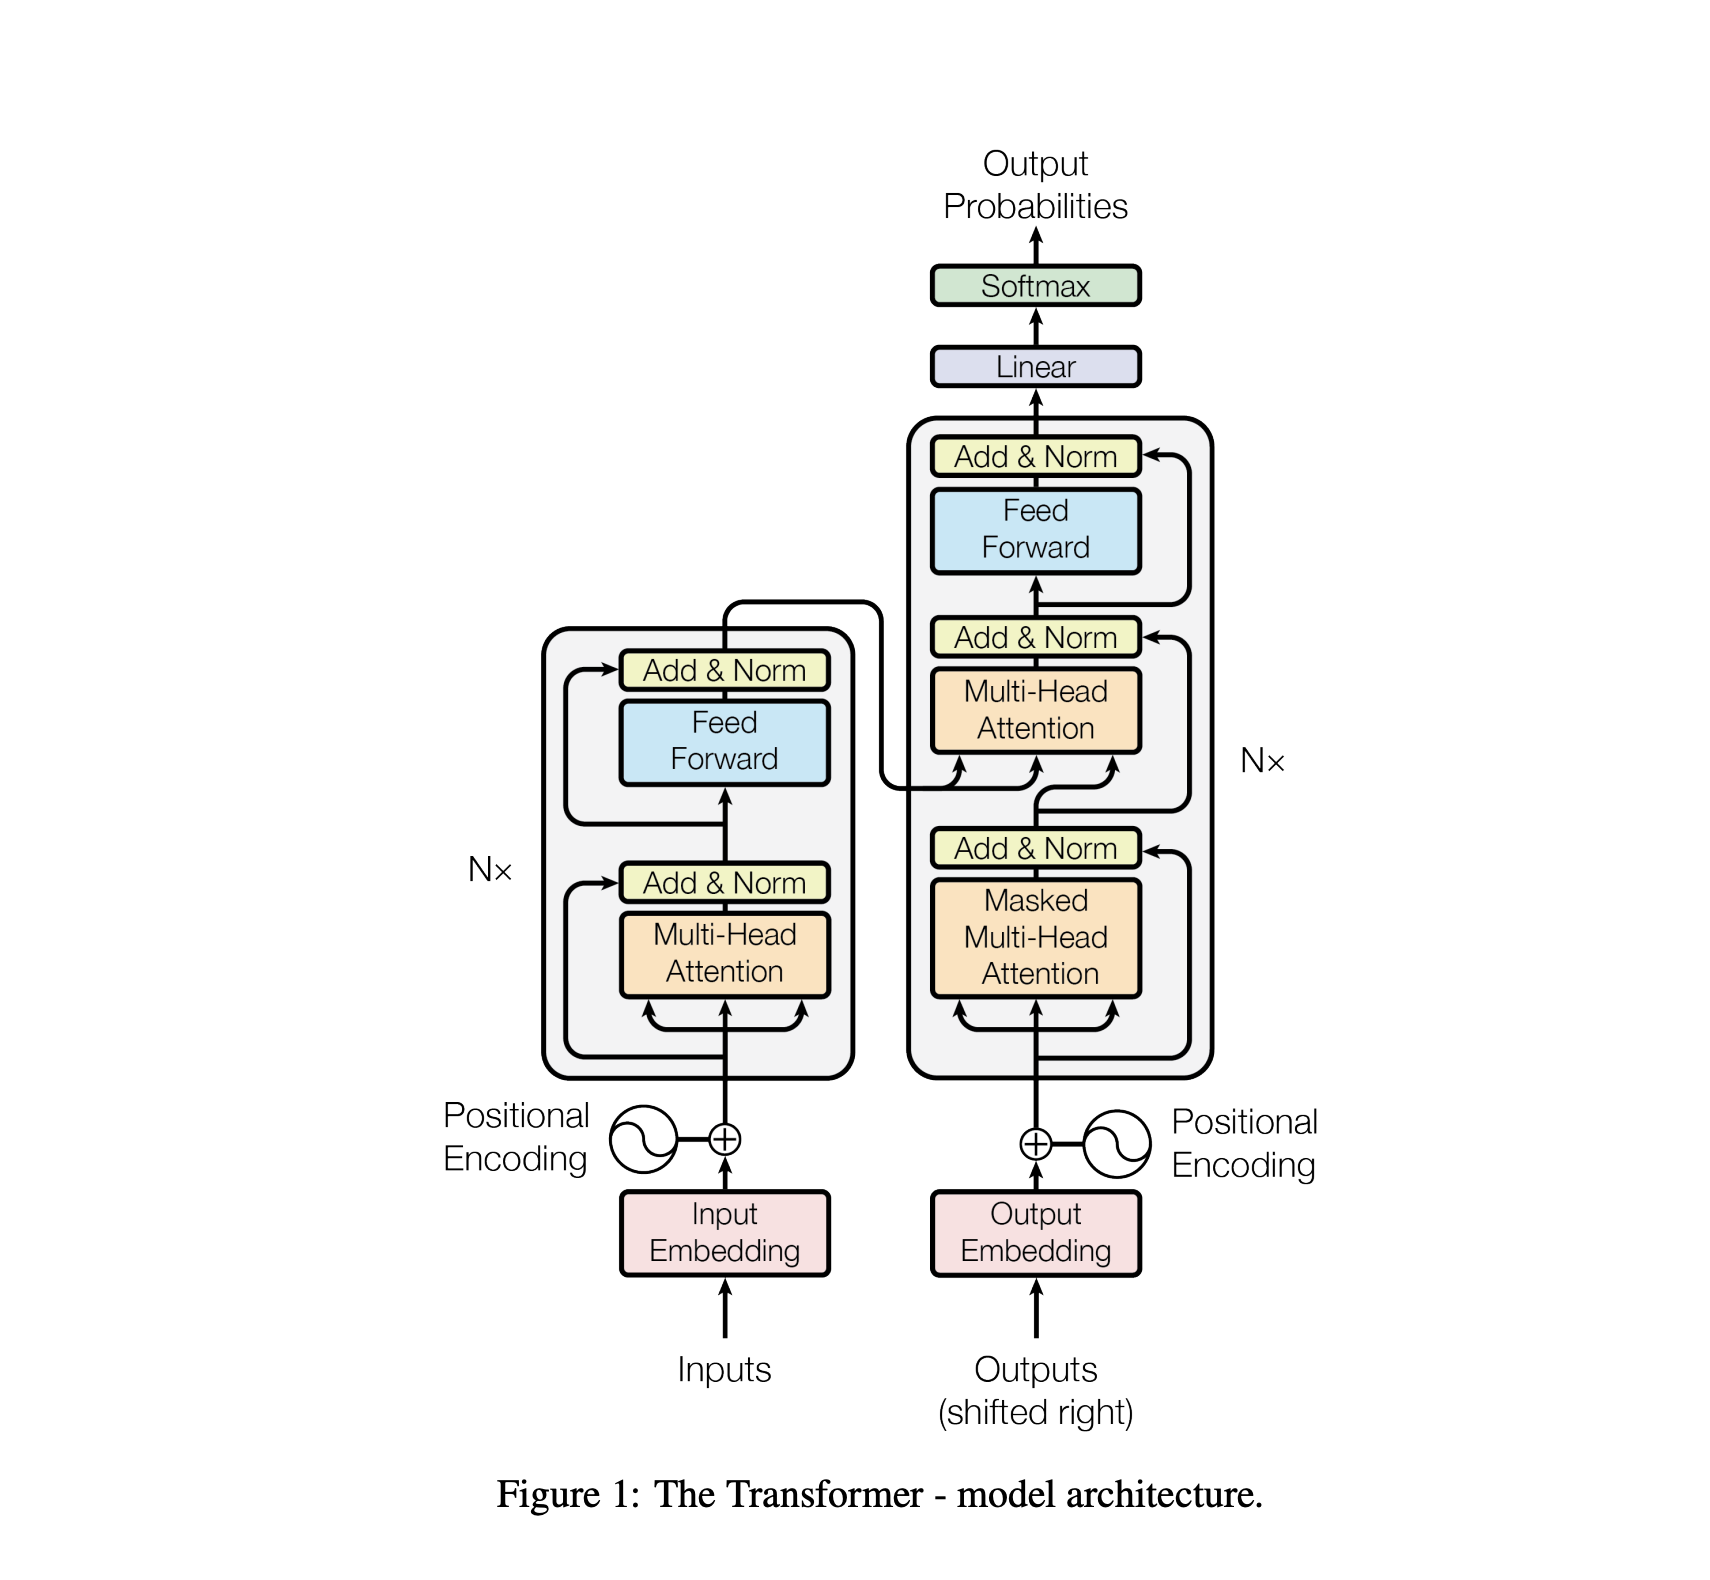 Output
Probabilities
Softmax
Linear
Add & Norm
Feed
Forward
Add & Norm
Multi-Head
Attention
N×
Add & Norm
Masked
Multi-Head
Attention
Add & Norm
Feed
Forward
N×
Add & Norm
Multi-Head
Attention
Positional
Encoding
Positional
Encoding
Input
Embedding
Output
Embedding
Inputs
Outputs
(shifted right)
Figure 1: The Transformer - model architecture.